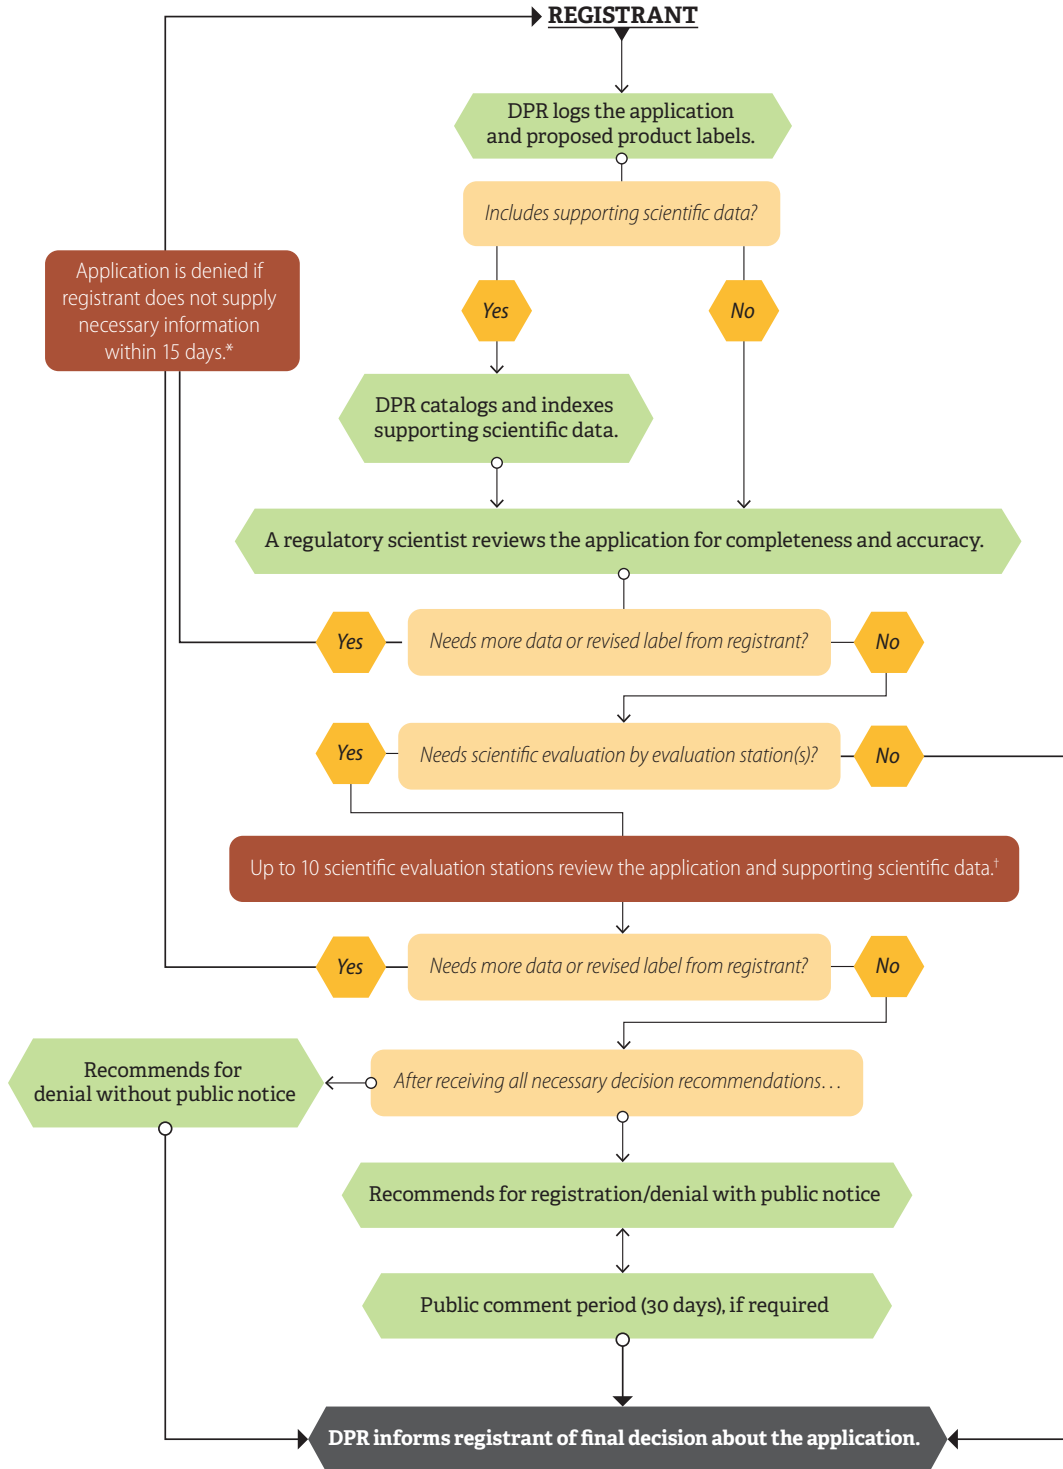 REGISTRANT
DPR logs the application
and proposed product labels.
Includes supporting scientific data?
Application is denied if
registrant does not supply
necessary information
within 15 days.*
Yes
No
DPR catalogs and indexes
supporting scientific data.
A regulatory scientist reviews the application for completeness and accuracy.
Yes
Needs more data or revised label from registrant?
No
Yes
Needs scientific evaluation by evaluation station(s)?
No
Up to 10 scientific evaluation stations review the application and supporting scientific data.†
Yes
Needs more data or revised label from registrant?
No
Recommends for
denial without public notice
After receiving all necessary decision recommendations…
Recommends for registration/denial with public notice
Public comment period (30 days), if required
DPR informs registrant of final decision about the application.